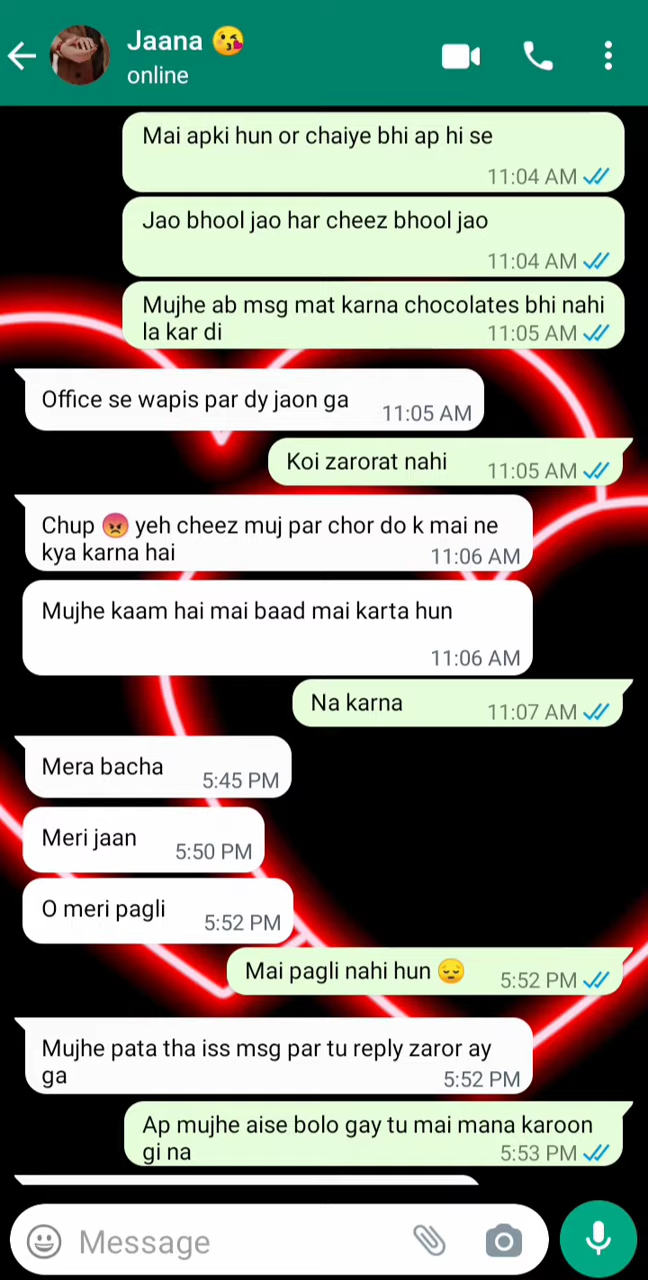 Jaana 😘
online
Mai apki hun or chaiye bhi ap hi se
11:04 AM
Jao bhool jao har cheez bhool jao
11:04 AM
Mujhe ab msg mat karna chocolates bhi nahi
la kar di
11:05 AM
Office se wapis par dy jaon ga
11:05 AM
Koi zarorat nahi
11:05 AM
Chup 😡 yeh cheez muj par chor do k mai ne
kya karna hai
11:06 AM
Mujhe kaam hai mai baad mai karta hun
11:06 AM
Na karna
11:07 AM
Mera bacha
5:45 PM
Meri jaan
5:50 PM
O meri pagli
5:52 PM
Mai pagli nahi hun 😔
5:52 PM
Mujhe pata tha iss msg par tu reply zaror ay
ga
5:52 PM
Ap mujhe aise bolo gay tu mai mana karoon
gi na
5:53 PM
Message